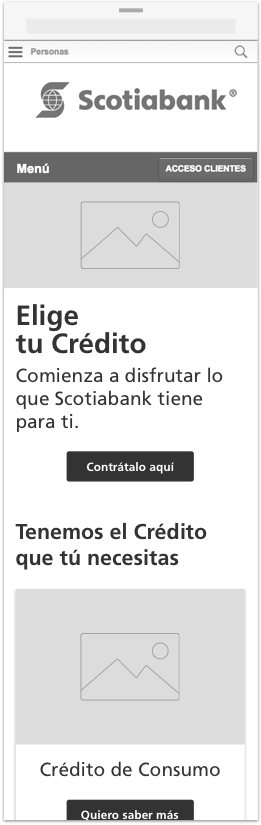 Personas
Scotiabank®
Menú
ACCESO CLIENTES
Elige
tu Crédito
Comienza a disfrutar lo
que Scotiabank tiene
para ti.
Contrátalo aquí
Tenemos el Crédito
que tú necesitas
Crédito de Consumo
Quiero saber más